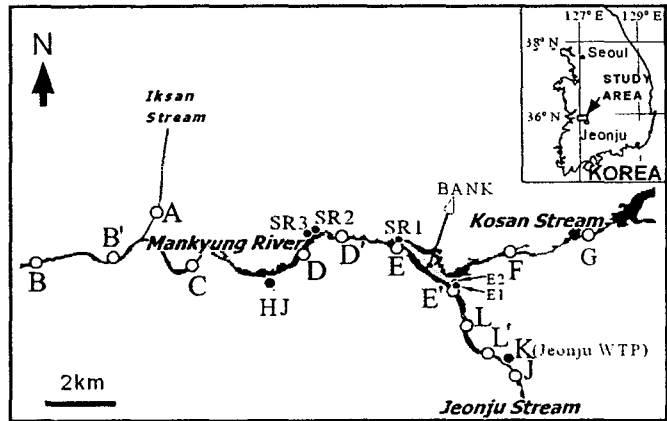 N
Iksan
Stream
127° E 129° E
38° N
Seoul
STUDY
AREA
36° N
Jeonju
KOREA
BANK
A
SR3 SR2
SR1
Kosan Stream
B'
Mankyung River
B
C
D
D'
E
F
G
HJ
E'
E2
E1
L
L'
K (Jeonju WTP)
J
2km
Jeonju Stream